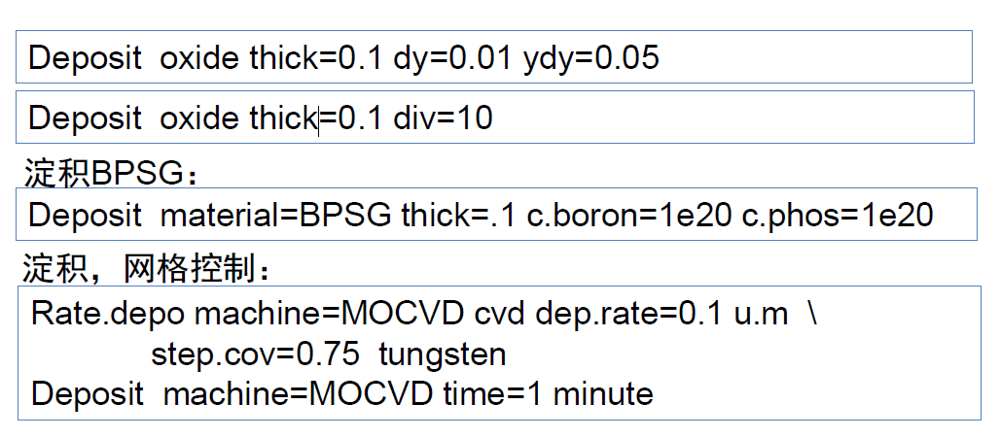 Deposit  oxide thick=0.1 dy=0.01 ydy=0.05
Deposit  oxide thick=0.1 div=10
淀积BPSG：
Deposit  material=BPSG thick=.1 c.boron=1e20 c.phos=1e20
淀积，网格控制：
Rate.depo machine=MOCVD cvd dep.rate=0.1 u.m  \
step.cov=0.75  tungsten
Deposit  machine=MOCVD time=1 minute